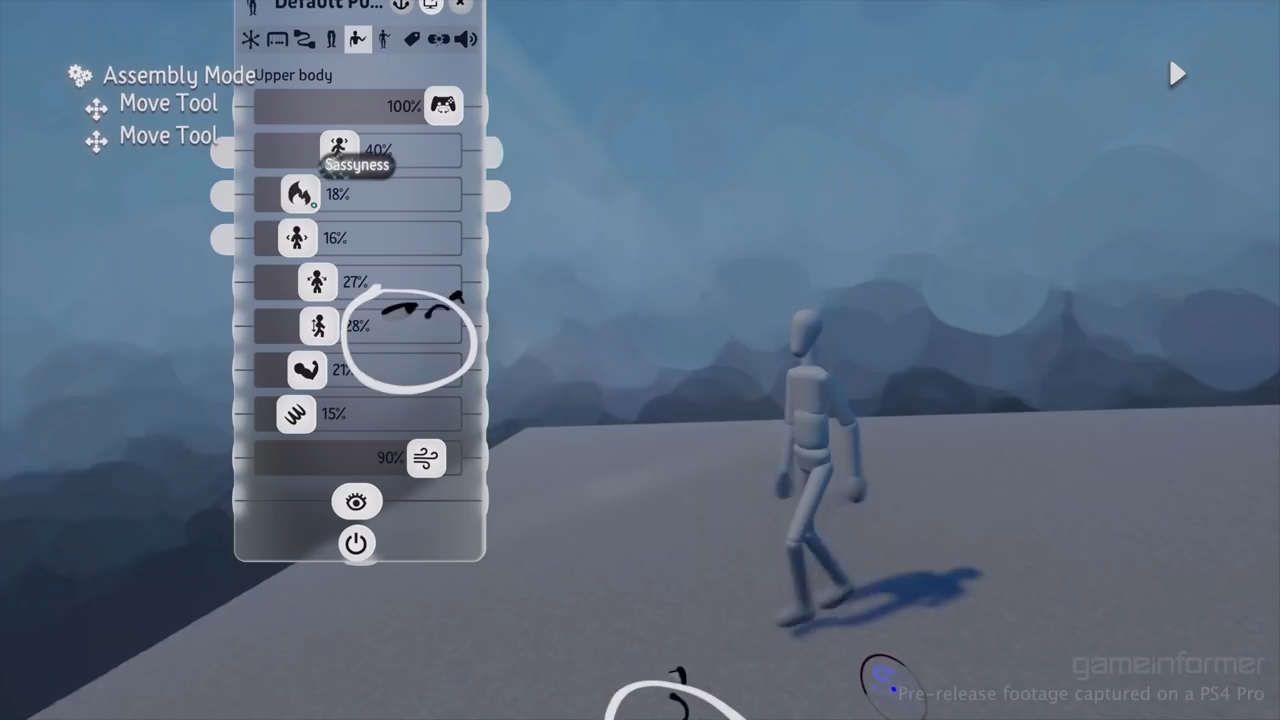 Default Pu...
Assembly Mode
Move Tool
Move Tool
Upper body
100%
40%
Sassyness
18%
16%
27%
28%
21%
15%
90%
gameinformer
Pre-release footage captured on a PS4 Pro